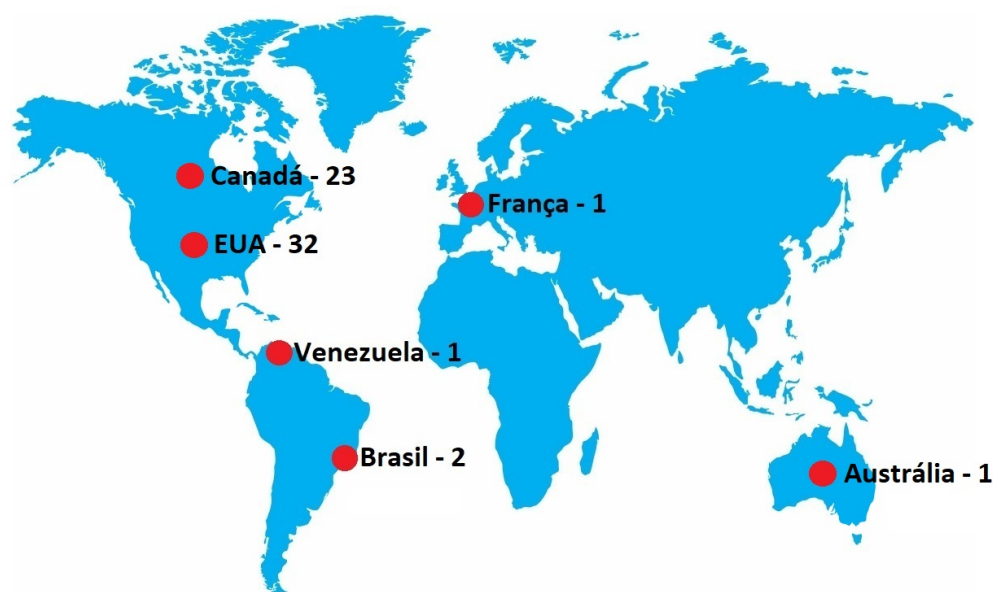 Canadá - 23
França - 1
EUA - 32
Venezuela - 1
Brasil - 2
Austrália - 1